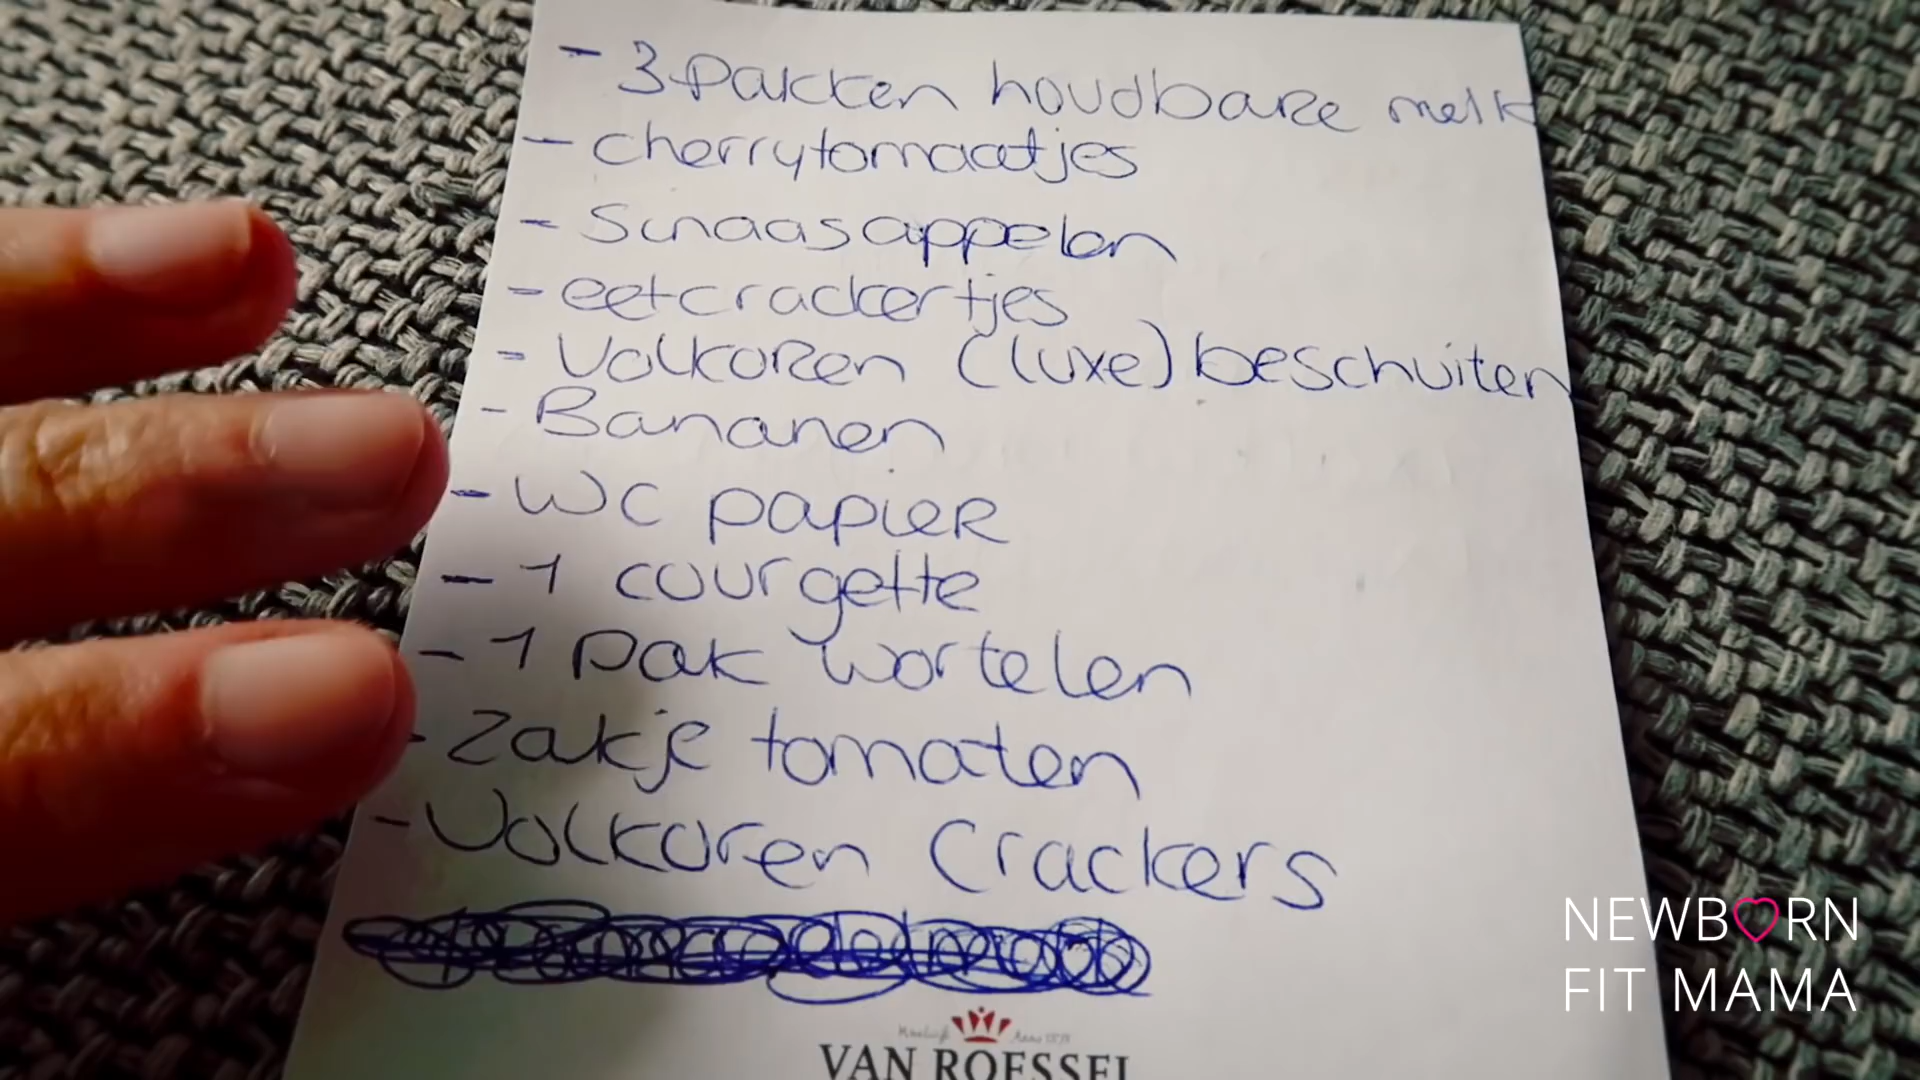 - 3 pakken houdbare melk
- cherrytomaatjes
- Sinaasappelen
- eetcrackertjes
- Volkoren (luxe) beschuiten
- Bananen
- WC papier
- 1 courgette
- 1 pak wortelen
- zakje tomaten
- Volkoren Crackers
VAN ROESSEL
NEWBORN
FIT MAMA